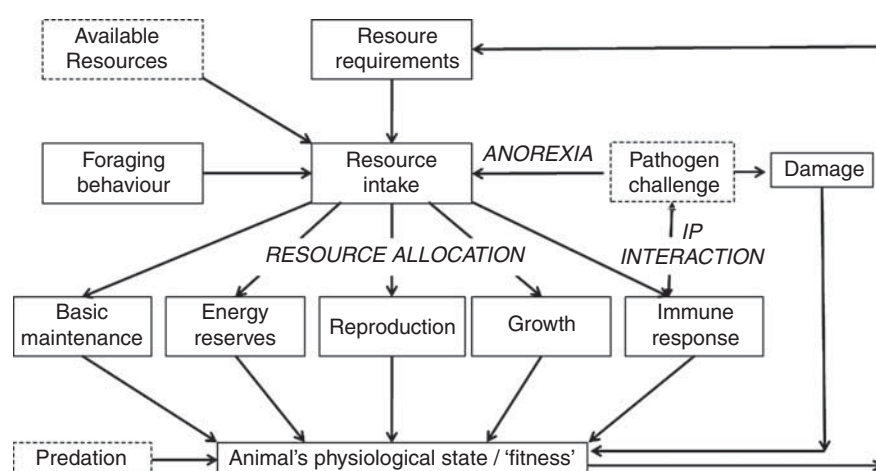 Available
Resources
Resoure
requirements
Foraging
behaviour
Resource
intake
ANOREXIA
Pathogen
challenge
Damage
RESOURCE ALLOCATION
IP
INTERACTION
Basic
maintenance
Energy
reserves
Reproduction
Growth
Immune
response
Predation
Animal's physiological state / 'fitness'